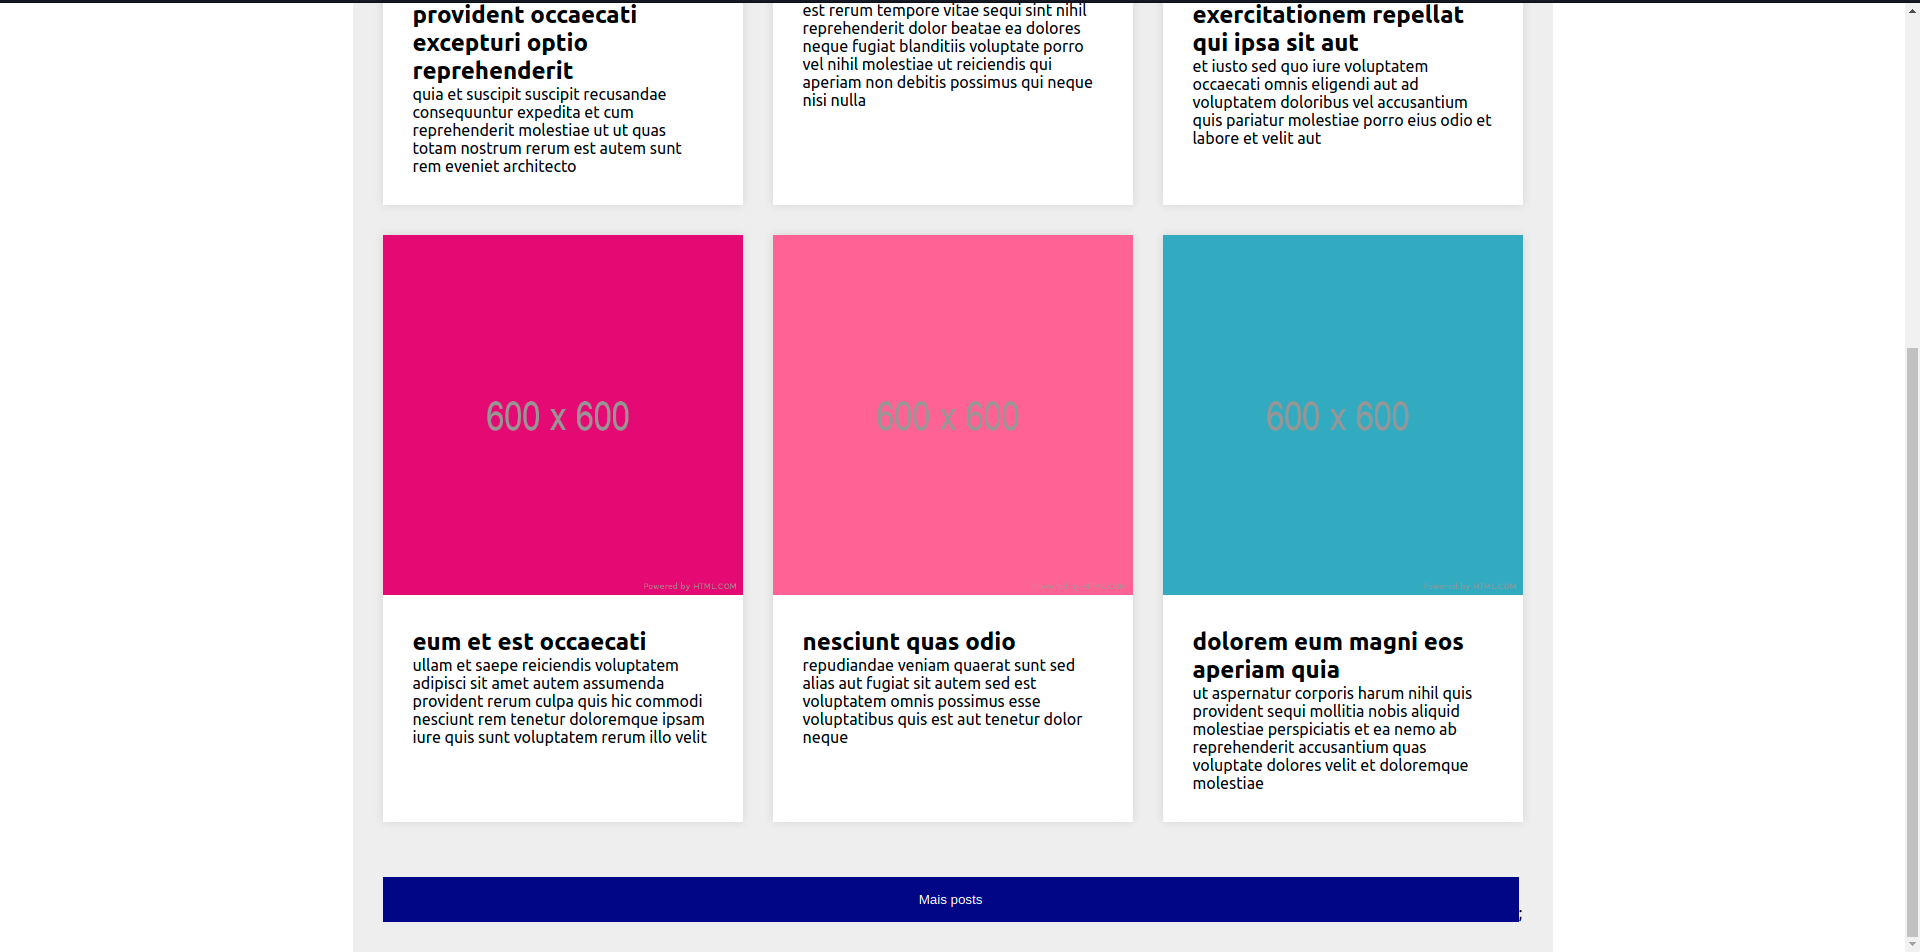 provident occaecati
excepturi optio
reprehenderit
quia et suscipit suscipit recusandae
consequuntur expedita et cum
reprehenderit molestiae ut ut quas
totam nostrum rerum est autem sunt
rem eveniet architecto
est rerum tempore vitae sequi sint nihil
reprehenderit dolor beatae ea dolores
neque fugiat blanditiis voluptate porro
vel nihil molestiae ut reiciendis qui
aperiam non debitis possimus qui neque
nisi nulla
exercitationem repellat
qui ipsa sit aut
et iusto sed quo iure voluptatem
occaecati omnis eligendi aut ad
voluptatem doloribus vel accusantium
quis pariatur molestiae porro eius odio et
labore et velit aut
600 x 600
Powered by HTML.COM
600 x 600
600 x 600
Powered by HTML.COM
eum et est occaecati
ullam et saepe reiciendis voluptatem
adipisci sit amet autem assumenda
provident rerum culpa quis hic commodi
nesciunt rem tenetur doloremque ipsam
iure quis sunt voluptatem rerum illo velit
nesciunt quas odio
repudiandae veniam quaerat sunt sed
alias aut fugiat sit autem sed est
voluptatem omnis possimus esse
voluptatibus quis est aut tenetur dolor
neque
dolorem eum magni eos
aperiam quia
ut aspernatur corporis harum nihil quis
provident sequi mollitia nobis aliquid
molestiae perspiciatis et ea nemo ab
reprehenderit accusantium quas
voluptate dolores velit et doloremque
molestiae
Mais posts
;